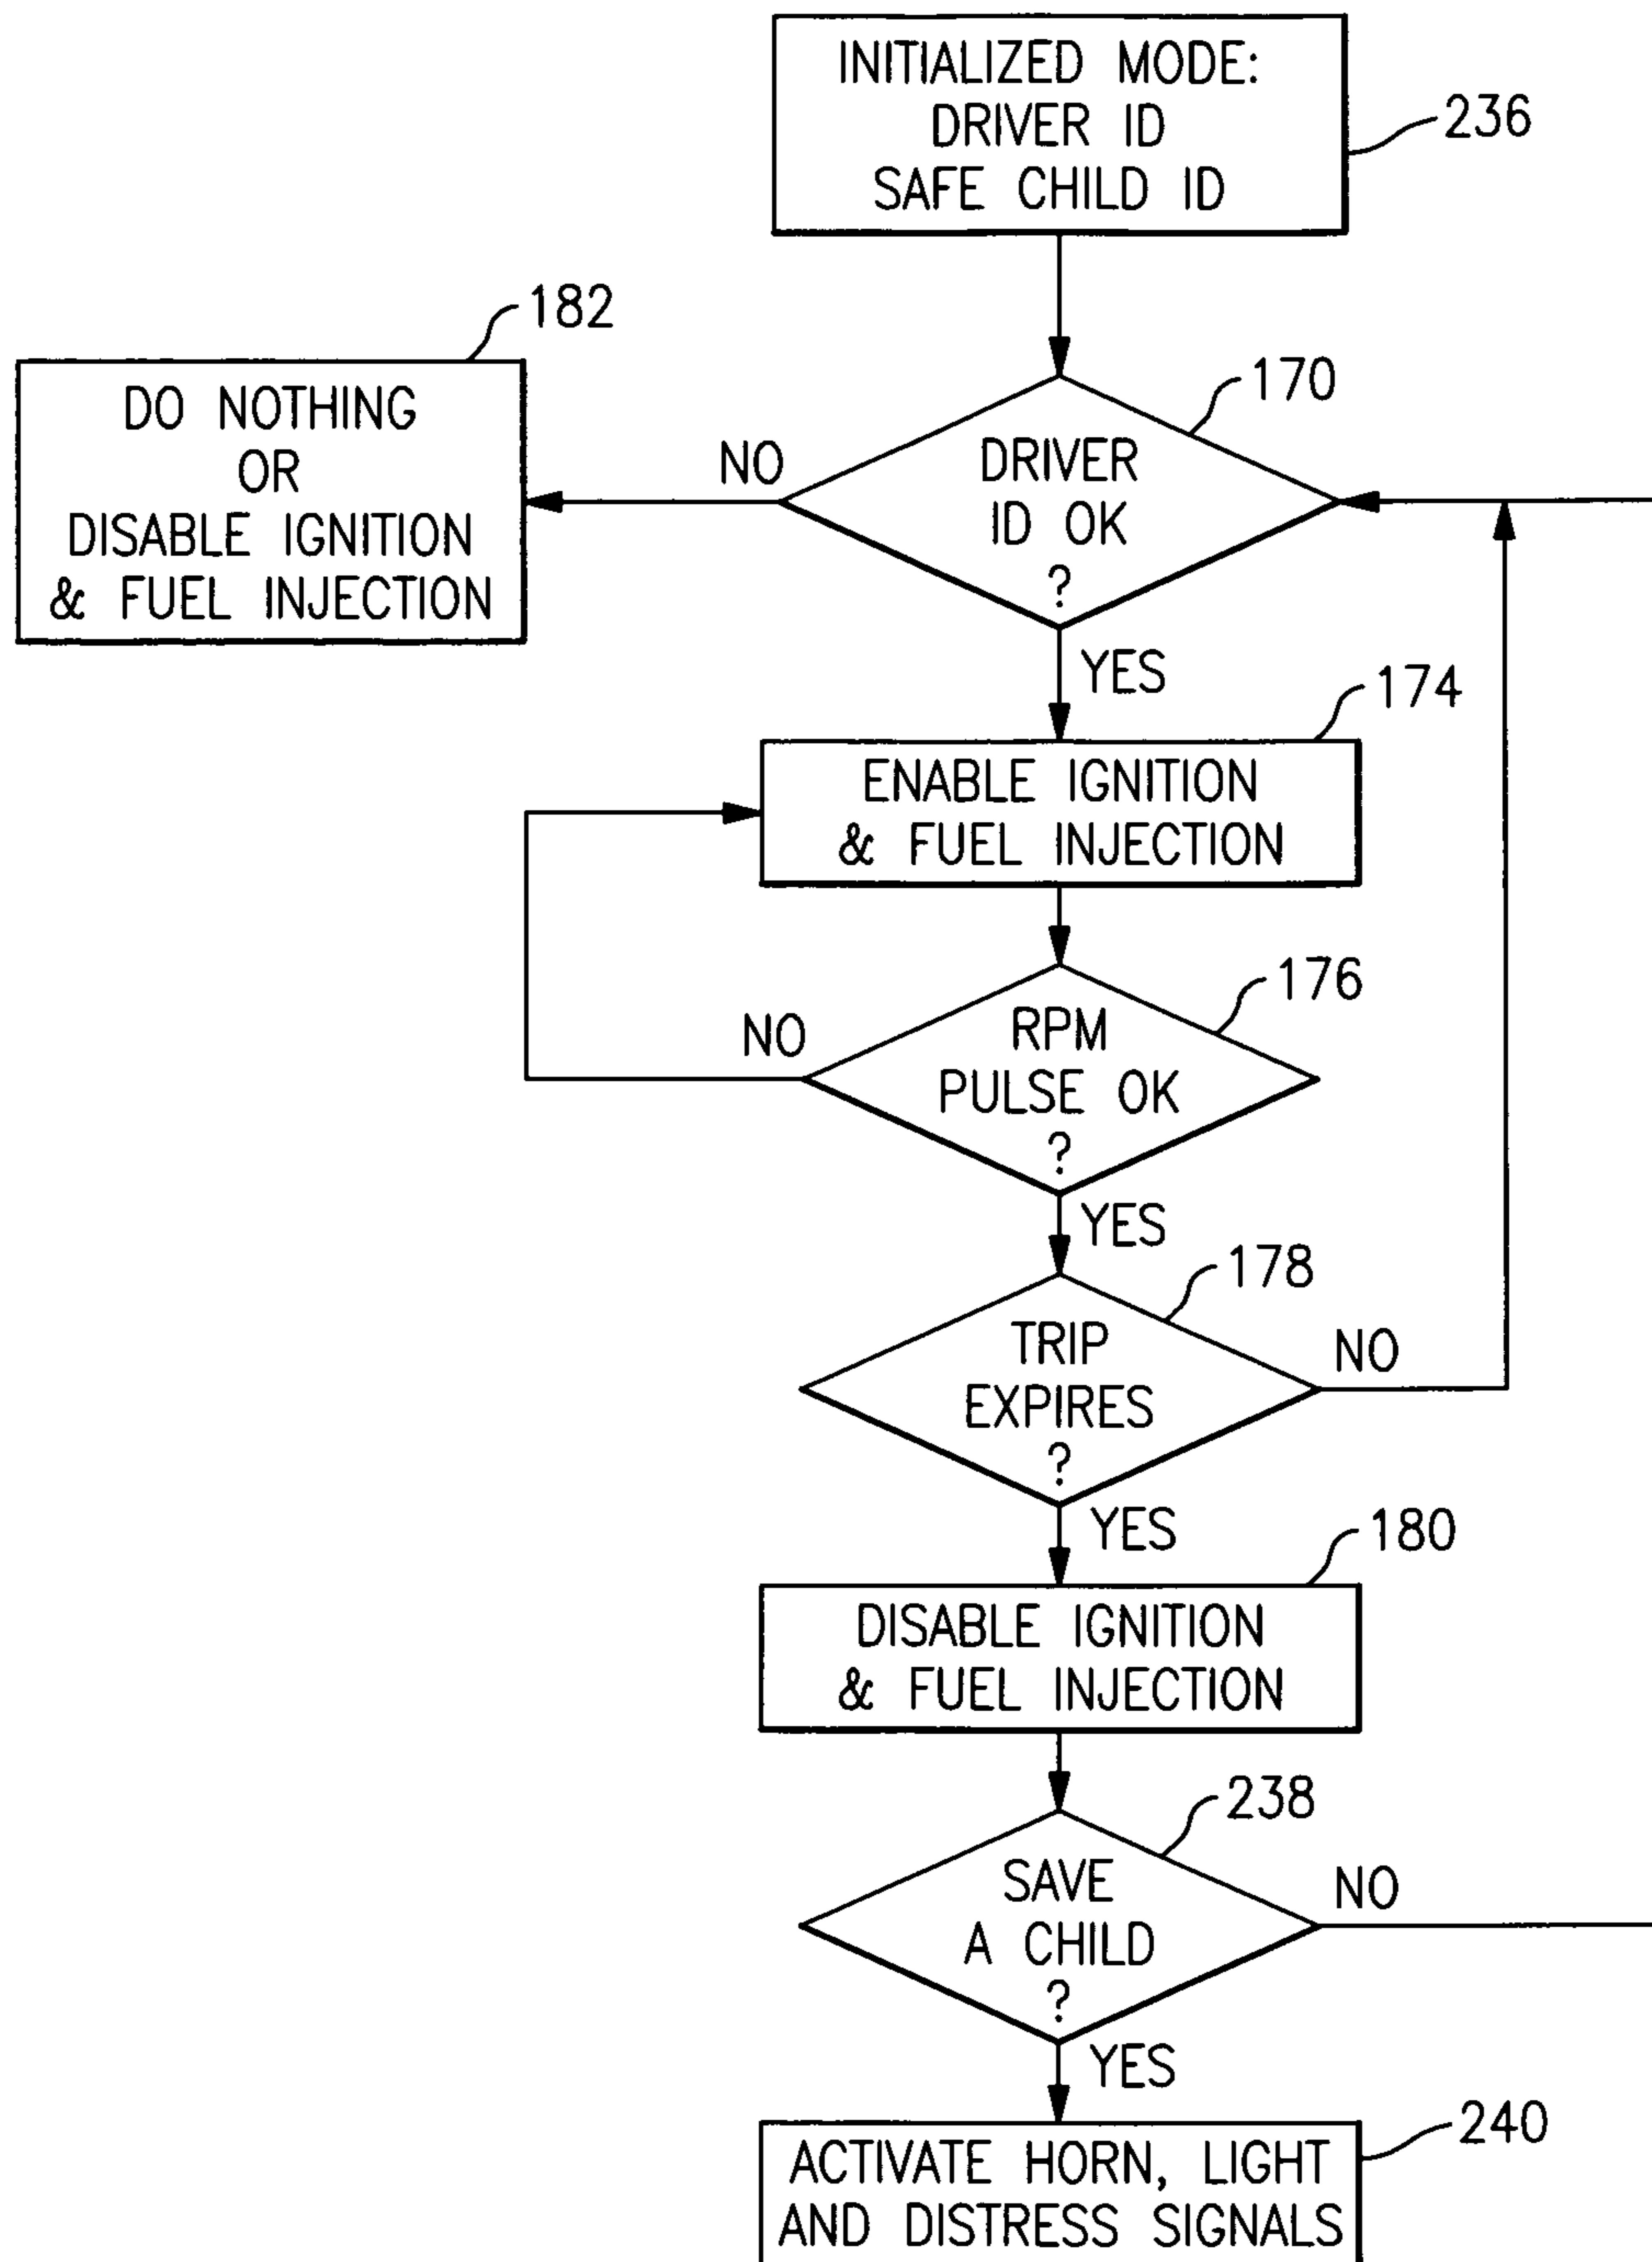 INITIALIZED MODE:
DRIVER ID
SAFE CHILD ID
236
182
DO NOTHING
OR
DISABLE IGNITION
& FUEL INJECTION
170
NO
DRIVER
ID OK
?
YES
174
ENABLE IGNITION
& FUEL INJECTION
176
NO
RPM
PULSE OK
?
YES
178
TRIP
EXPIRES
?
NO
YES
180
DISABLE IGNITION
& FUEL INJECTION
238
SAVE
A CHILD
?
NO
YES
240
ACTIVATE HORN, LIGHT
AND DISTRESS SIGNALS